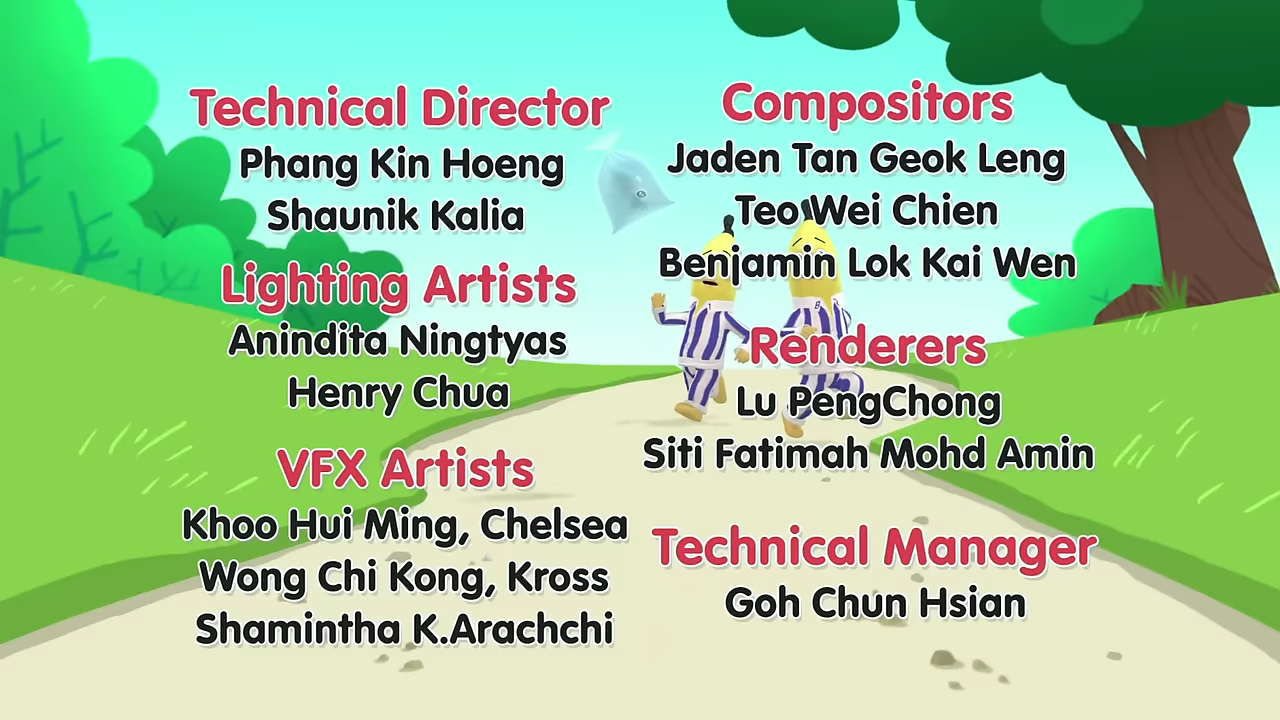 Technical Director
Phang Kin Hoeng
Shaunik Kalia
Lighting Artists
Anindita Ningtyas
Henry Chua
VFX Artists
Khoo Hui Ming, Chelsea
Wong Chi Kong, Kross
Shamintha K.Arachchi
Compositors
Jaden Tan Geok Leng
Teo Wei Chien
Benjamin Lok Kai Wen
Renderers
Lu PengChong
Siti Fatimah Mohd Amin
Technical Manager
Goh Chun Hsian